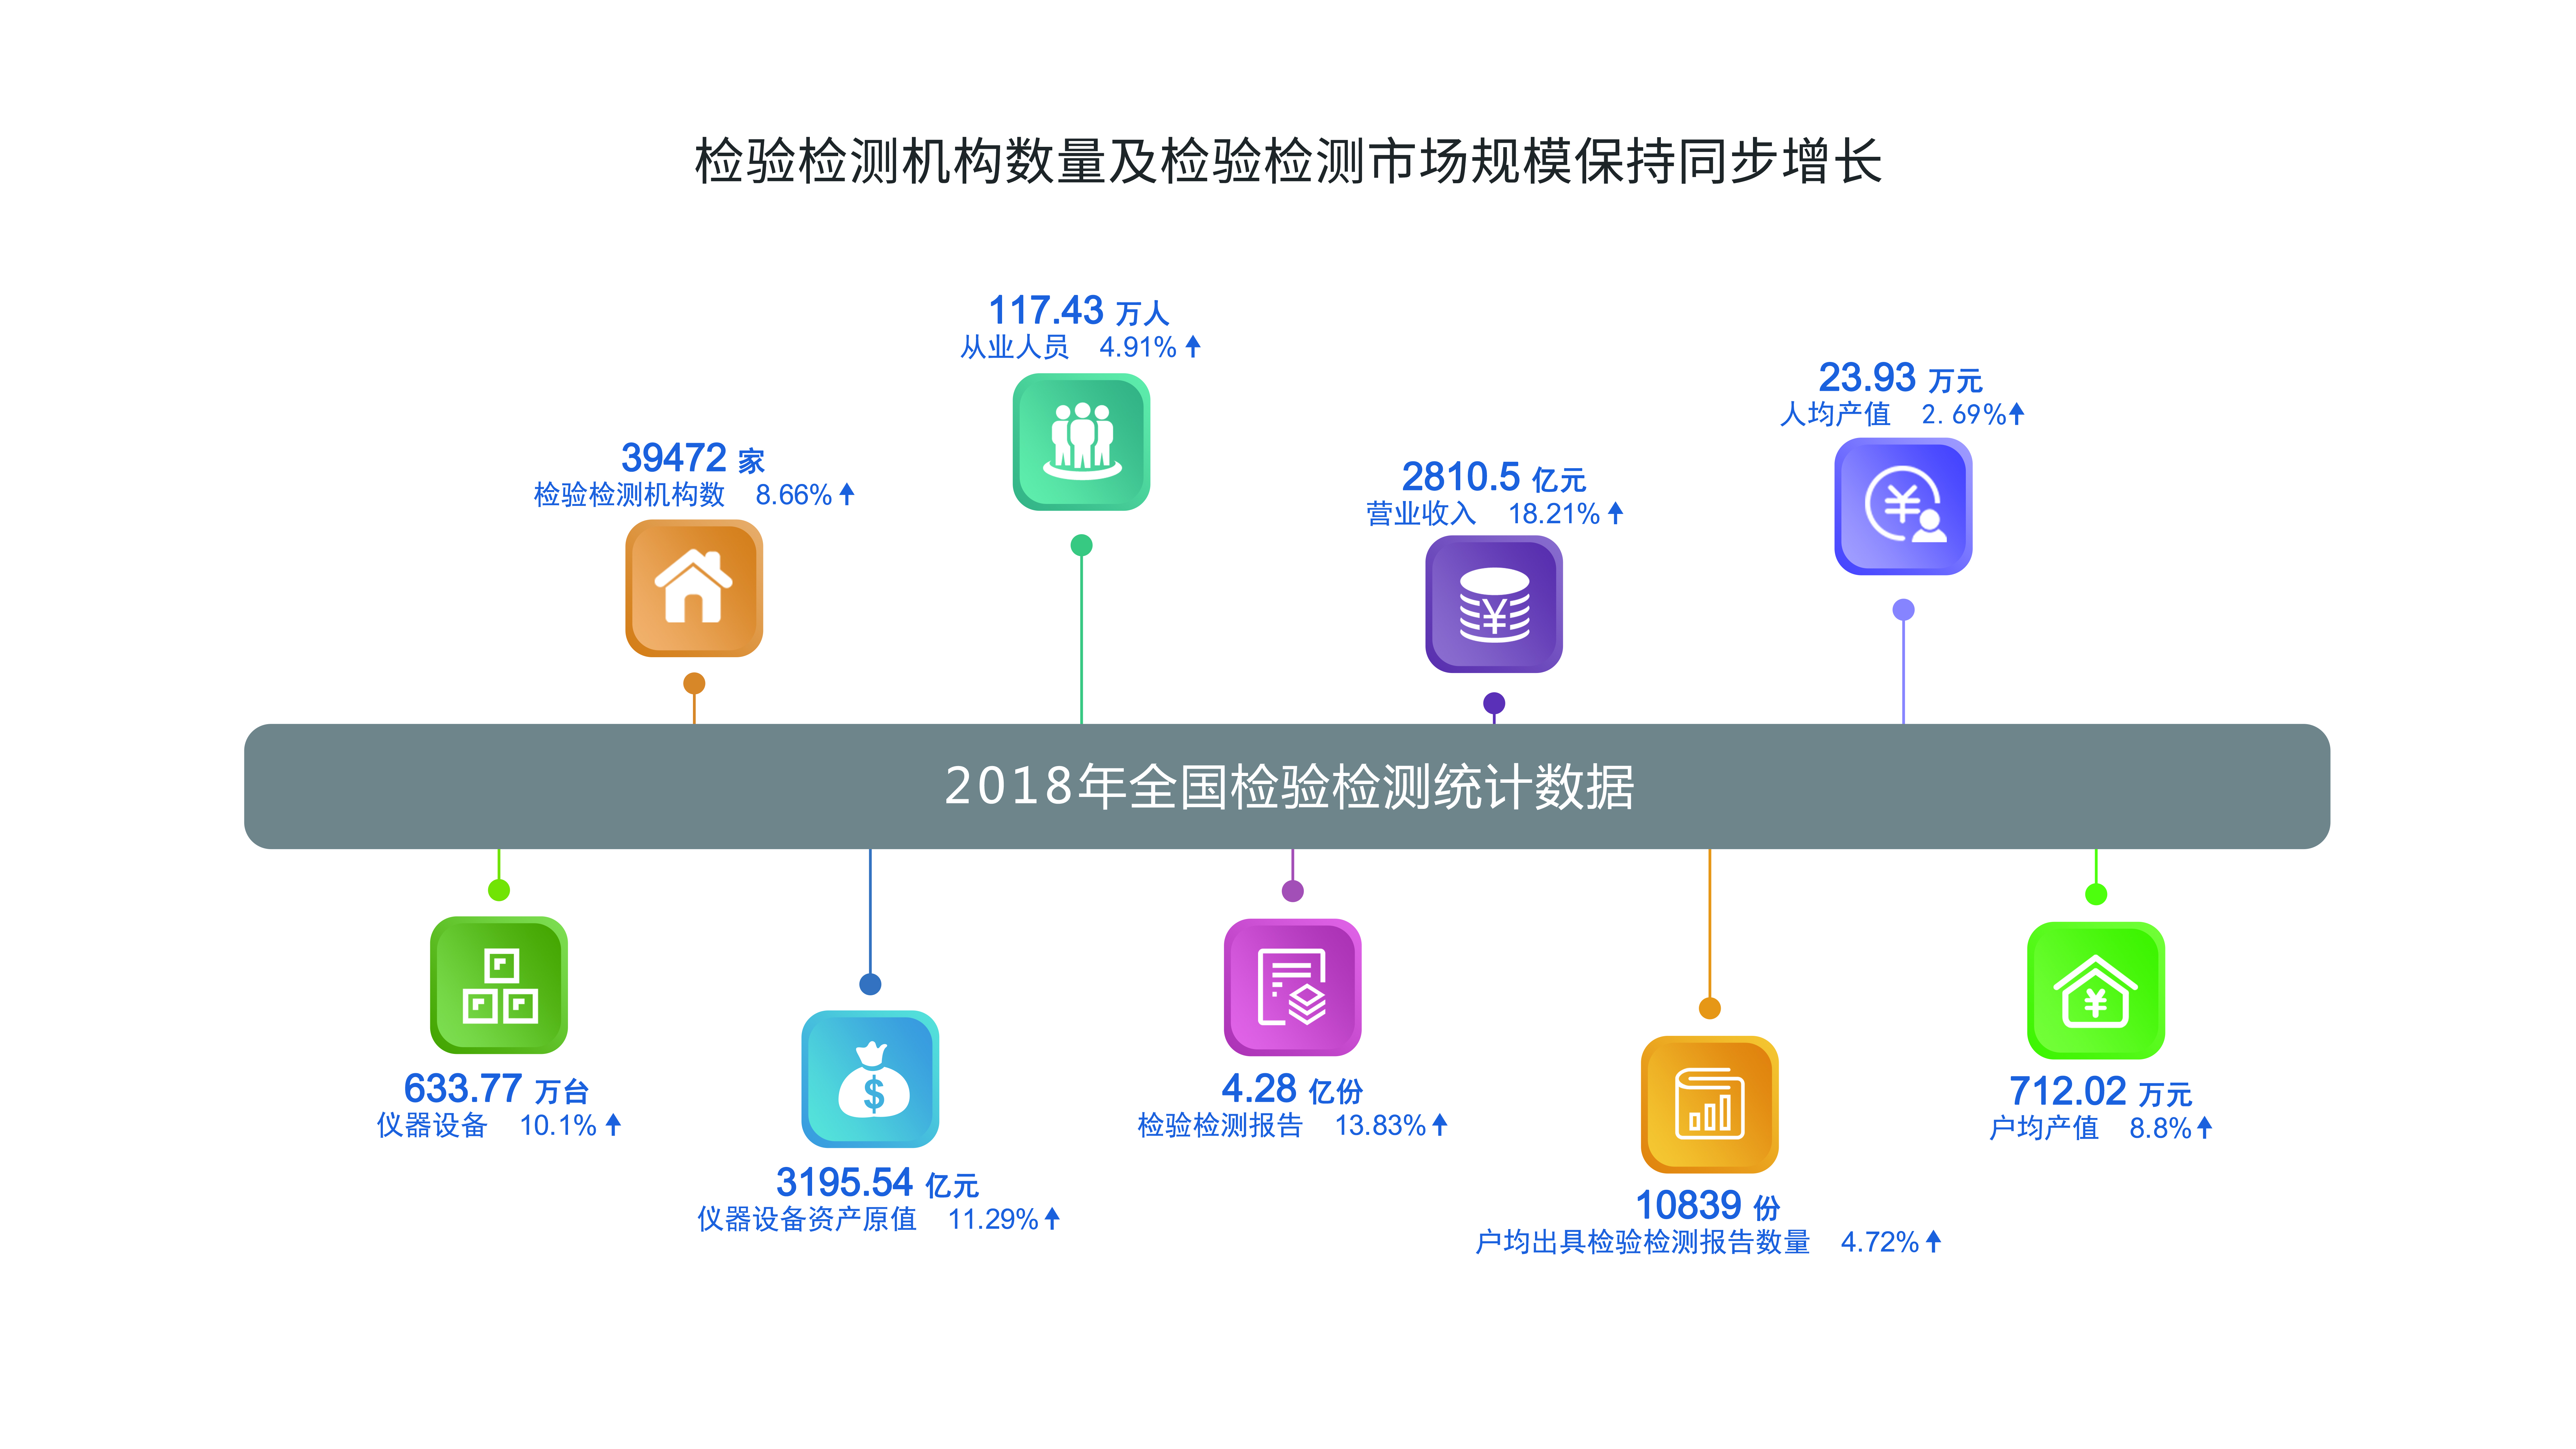 检验检测机构数量及检验检测市场规模保持同步增长
117.43 万人
从业人员 4.91%
23.93 万元
人均产值 2.69%
39472 家
检验检测机构数 8.66%
2810.5 亿元
营业收入 18.21%
2018年全国检验检测统计数据
633.77 万台
仪器设备 10.1%
3195.54 亿元
仪器设备资产原值 11.29%
4.28 亿份
检验检测报告 13.83%
10839 份
户均出具检验检测报告数量 4.72%
712.02 万元
户均产值 8.8%